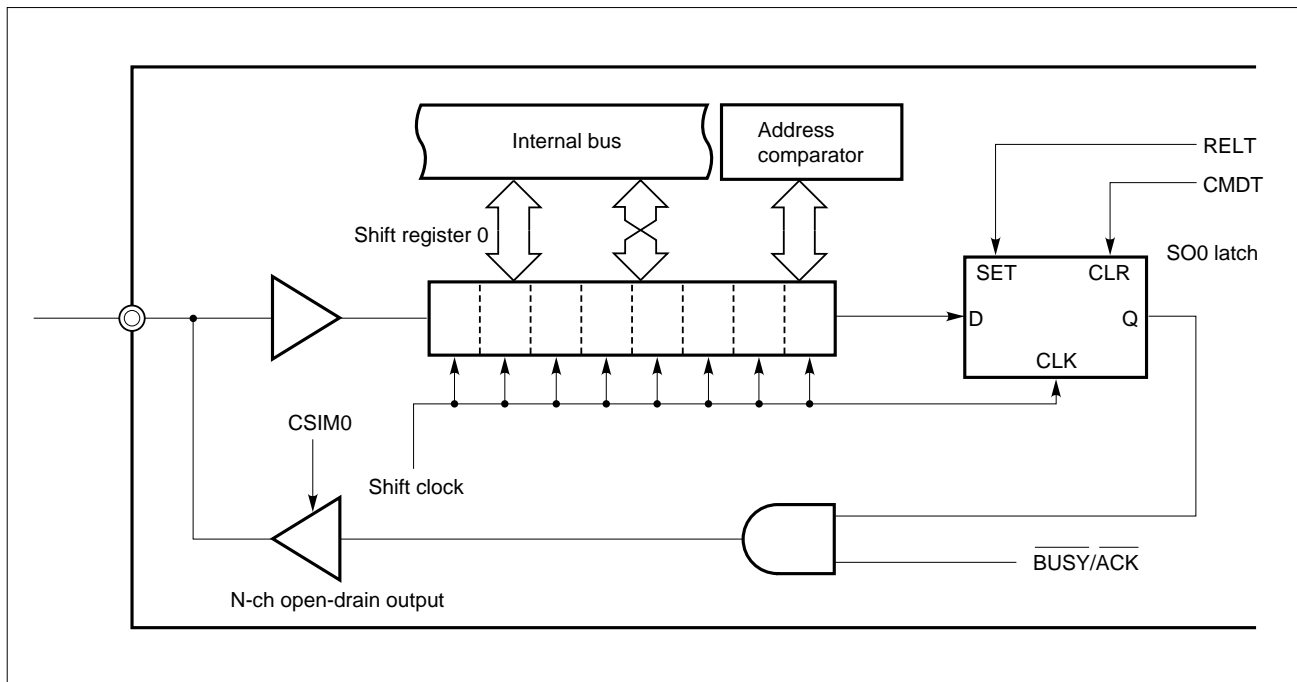 Internal bus
Address
comparator
RELT
CMDT
Shift register 0
SO0 latch
SET
CLR
D
Q
CLK
CSIM0
Shift clock
BUSY/ACK
N-ch open-drain output